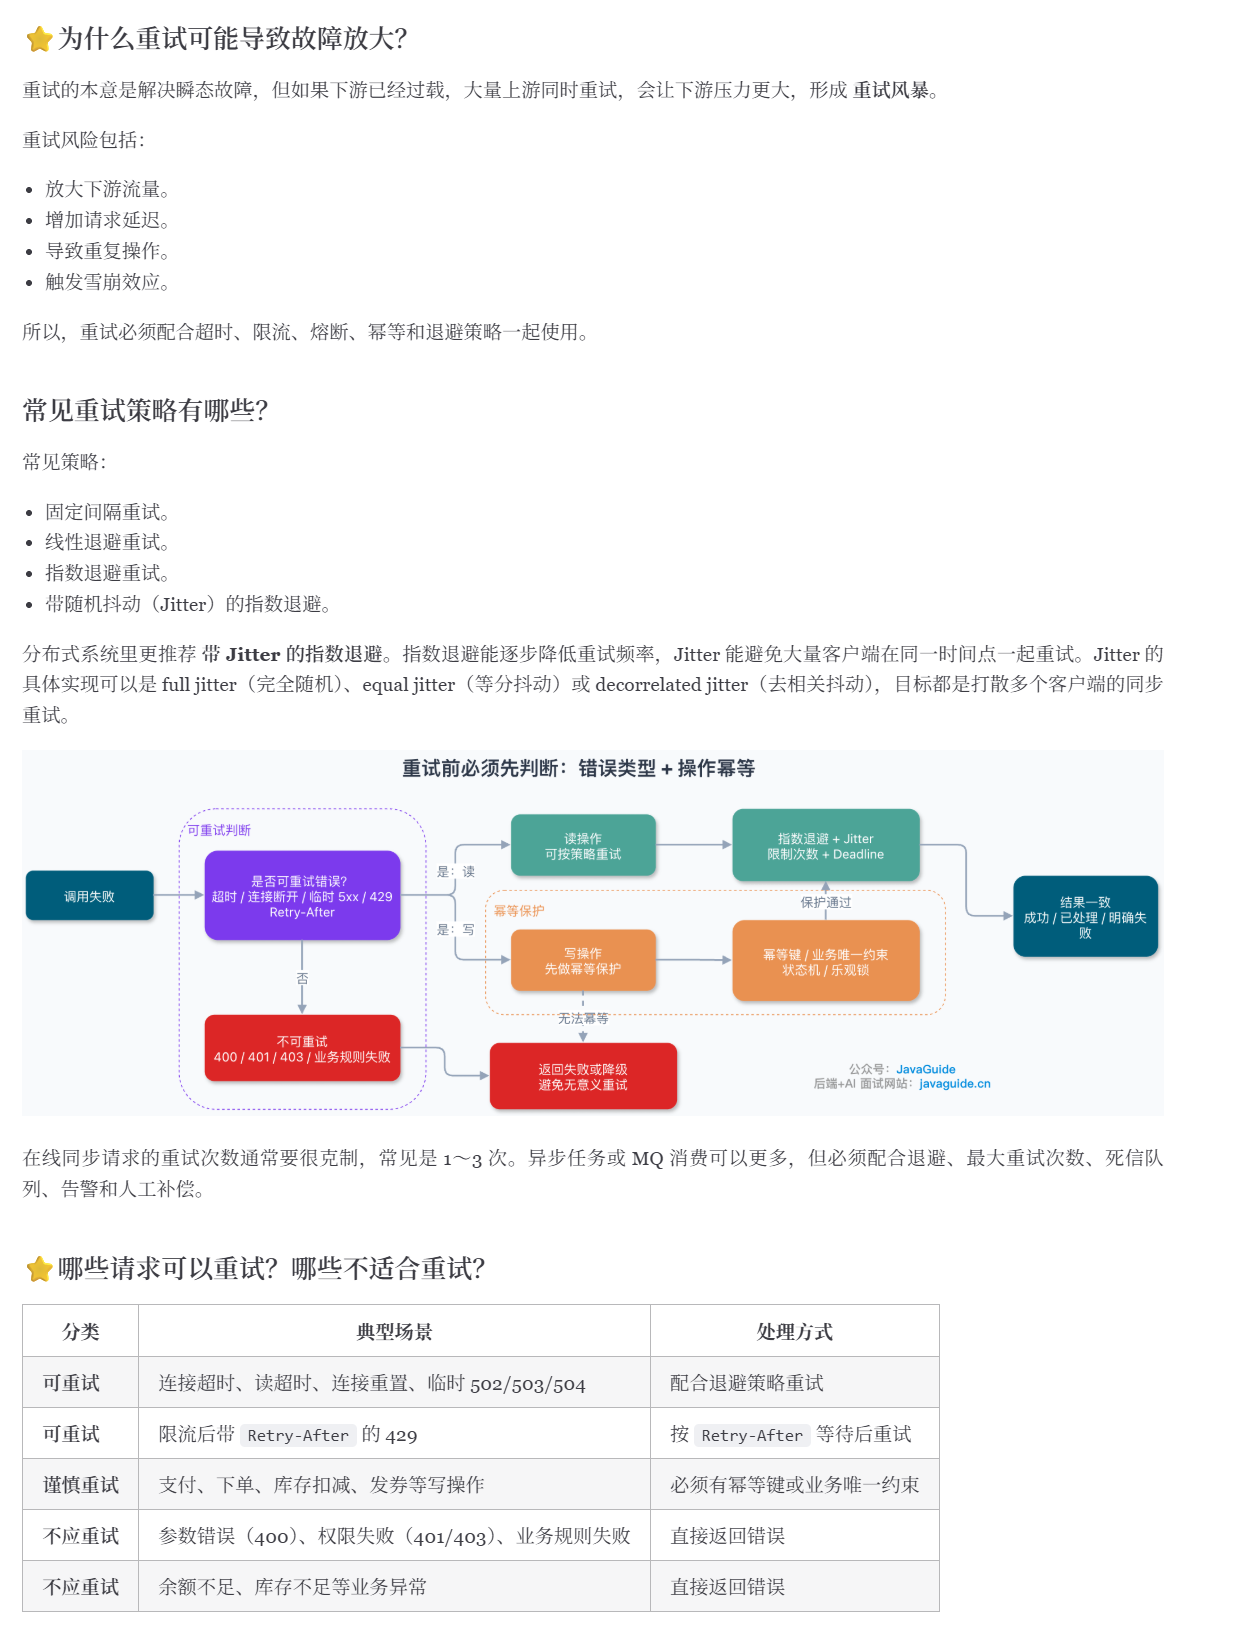 ⭐为什么重试可能导致故障放大？
重试的本意是解决瞬态故障，但如果下游已经过载，大量上游同时重试，会让下游压力更大，形成 重试风暴。
重试风险包括：
• 放大下游流量。
• 增加请求延迟。
• 导致重复操作。
• 触发雪崩效应。
所以，重试必须配合超时、限流、熔断、幂等和退避策略一起使用。
常见重试策略有哪些？
常见策略：
• 固定间隔重试。
• 线性退避重试。
• 指数退避重试。
• 带随机抖动（Jitter）的指数退避。
分布式系统里更推荐 带 Jitter 的指数退避。指数退避能逐步降低重试频率，Jitter 能避免大量客户端在同一时间点一起重试。Jitter 的
具体实现可以是 full jitter（完全随机）、equal jitter（等分抖动）或 decorrelated jitter（去相关抖动），目标都是打散多个客户端的同步
重试。
重试前必须先判断：错误类型 + 操作幂等
可重试判断
调用失败
是否可重试错误？
超时 / 连接断开 / 临时 5xx / 429
Retry-After
是：读
是：写
否
不可重试
400 / 401 / 403 / 业务规则失败
读操作
可按策略重试
指数退避 + Jitter
限制次数 + Deadline
幂等保护
保护通过
写操作
先做幂等保护
幂等键 / 业务唯一约束
状态机 / 乐观锁
无法幂等
返回失败或降级
避免无意义重试
结果一致
成功 / 已处理 / 明确失
败
公众号：JavaGuide
后端+AI 面试网站：javaguide.cn
在线同步请求的重试次数通常要很克制，常见是 1～3 次。异步任务或 MQ 消费可以更多，但必须配合退避、最大重试次数、死信队
列、告警和人工补偿。
⭐哪些请求可以重试？哪些不适合重试？
分类 典型场景 处理方式
可重试 连接超时、读超时、连接重置、临时 502/503/504 配合退避策略重试
可重试 限流后带 Retry-After 的 429 按 Retry-After 等待后重试
谨慎重试 支付、下单、库存扣减、发券等写操作 必须有幂等键或业务唯一约束
不应重试 参数错误（400）、权限失败（401/403）、业务规则失败 直接返回错误
不应重试 余额不足、库存不足等业务异常 直接返回错误